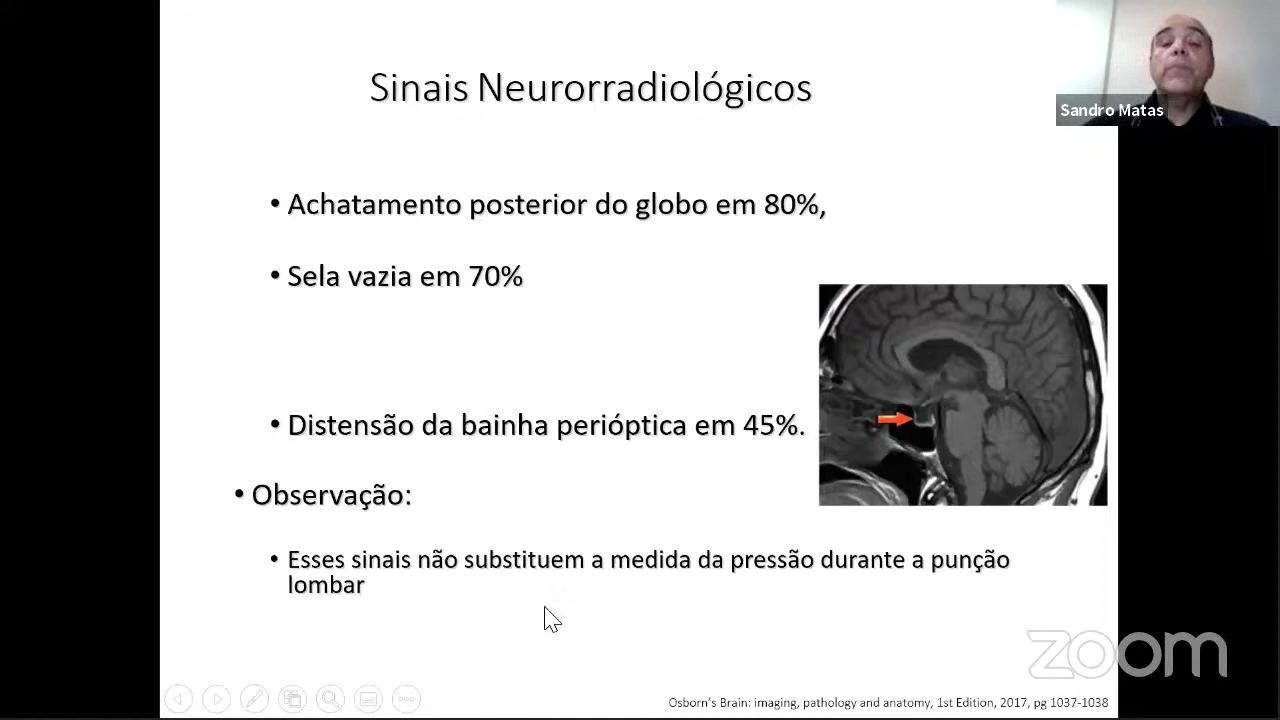 Sinais Neurorradiológicos
Sandro Matas
• Achatamento posterior do globo em 80%,
• Sela vazia em 70%
• Distensão da bainha perióptica em 45%.
• Observação:
• Esses sinais não substituem a medida da pressão durante a punção
lombar
zoom
Osborn's Brain: imaging, pathology and anatomy, 1st Edition, 2017, pg 1037-1038